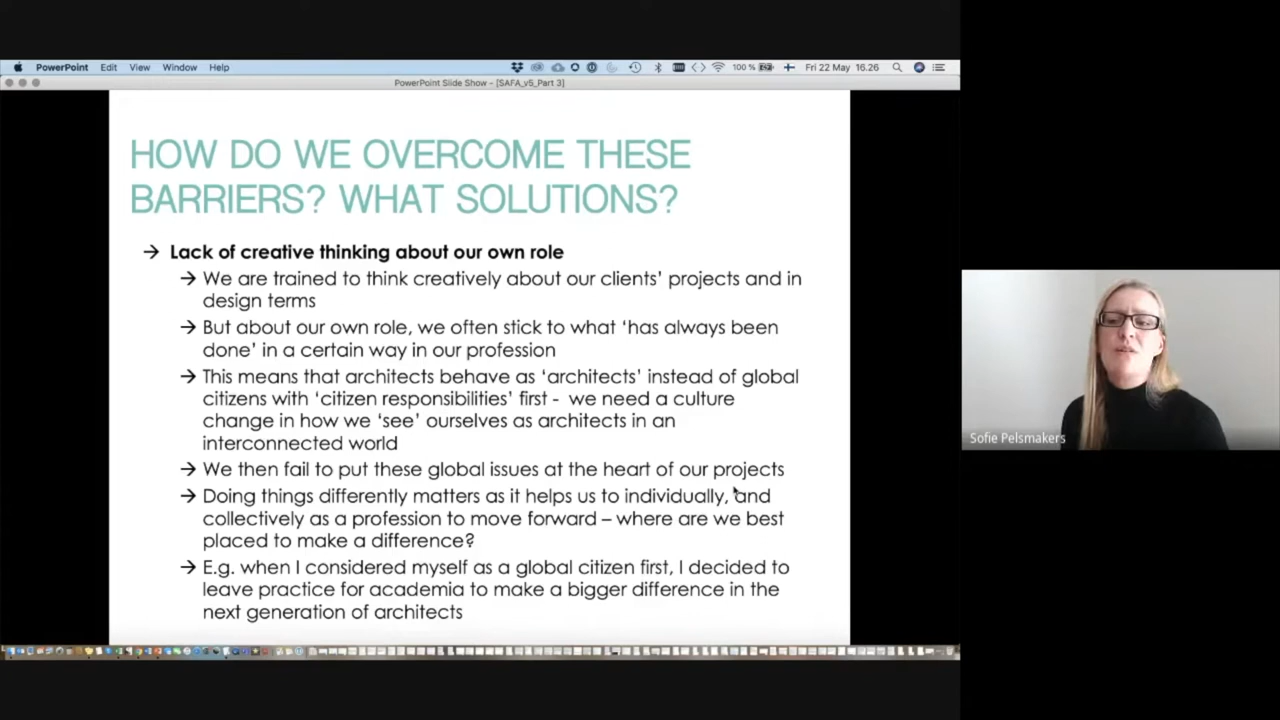 PowerPoint Edit View Window Help 100 % Fri 22 May 16.26
PowerPoint Slide Show - [SAFA_v5_Part 3]
HOW DO WE OVERCOME THESE
BARRIERS? WHAT SOLUTIONS?
→ Lack of creative thinking about our own role
→ We are trained to think creatively about our clients’ projects and in
design terms
→ But about our own role, we often stick to what ‘has always been
done’ in a certain way in our profession
→ This means that architects behave as ‘architects’ instead of global
citizens with ‘citizen responsibilities’ first - we need a culture
change in how we ‘see’ ourselves as architects in an
interconnected world
→ We then fail to put these global issues at the heart of our projects
→ Doing things differently matters as it helps us to individually, and
collectively as a profession to move forward – where are we best
placed to make a difference?
→ E.g. when I considered myself as a global citizen first, I decided to
leave practice for academia to make a bigger difference in the
next generation of architects
Sofie Pelsmakers